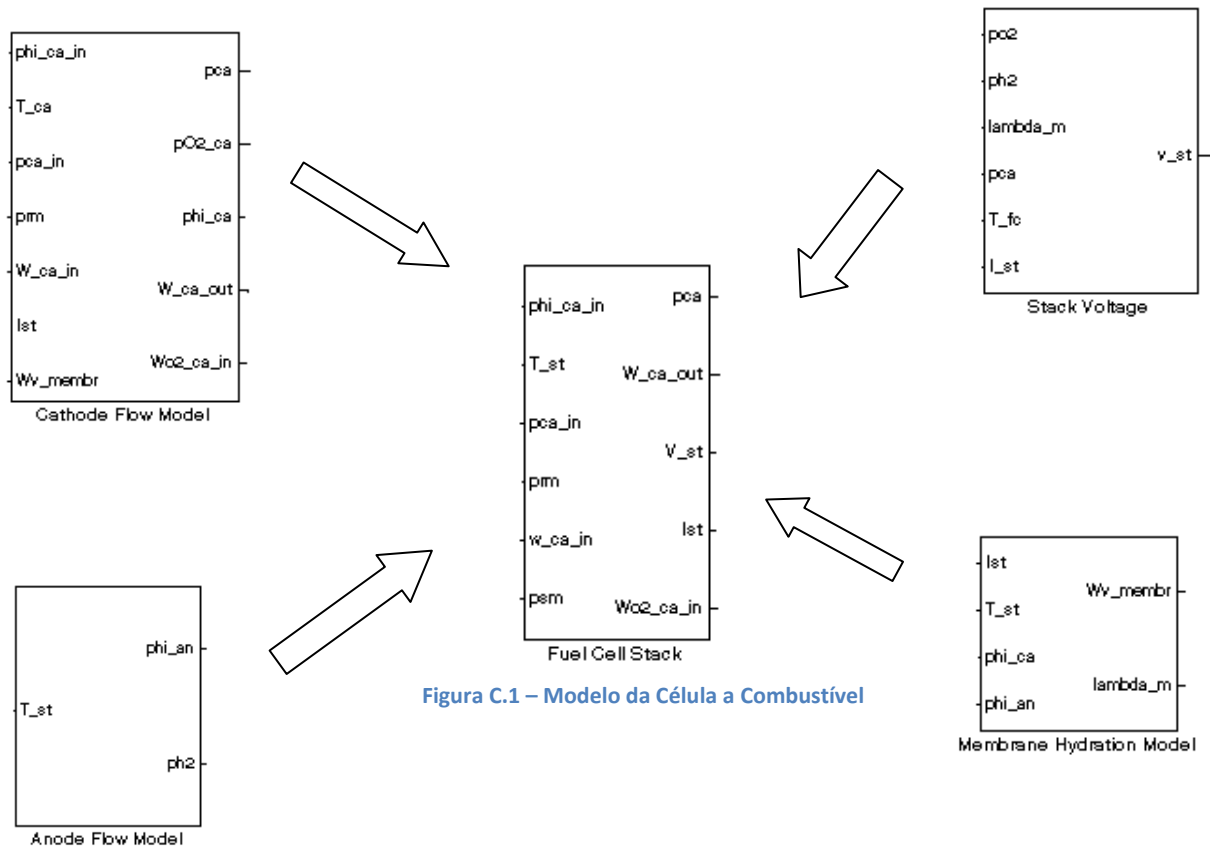 phi_ca_in
T_ca
pca_in
prm
W_ca_in
Ist
Wv_membr
pca
pO2_ca
phi_ca
W_ca_out
Wo2_ca_in
Cathode Flow Model
po2
ph2
lambda_m
pca
T_fc
I_st
v_st
Stack Voltage
phi_ca_in
T_st
pca_in
prm
w_ca_in
psm
pca
W_ca_out
V_st
Ist
Wo2_ca_in
Fuel Cell Stack
Figura C.1 – Modelo da Célula a Combustível
T_st
phi_an
ph2
Anode Flow Model
Ist
T_st
phi_ca
phi_an
Wv_membr
lambda_m
Membrane Hydration Model